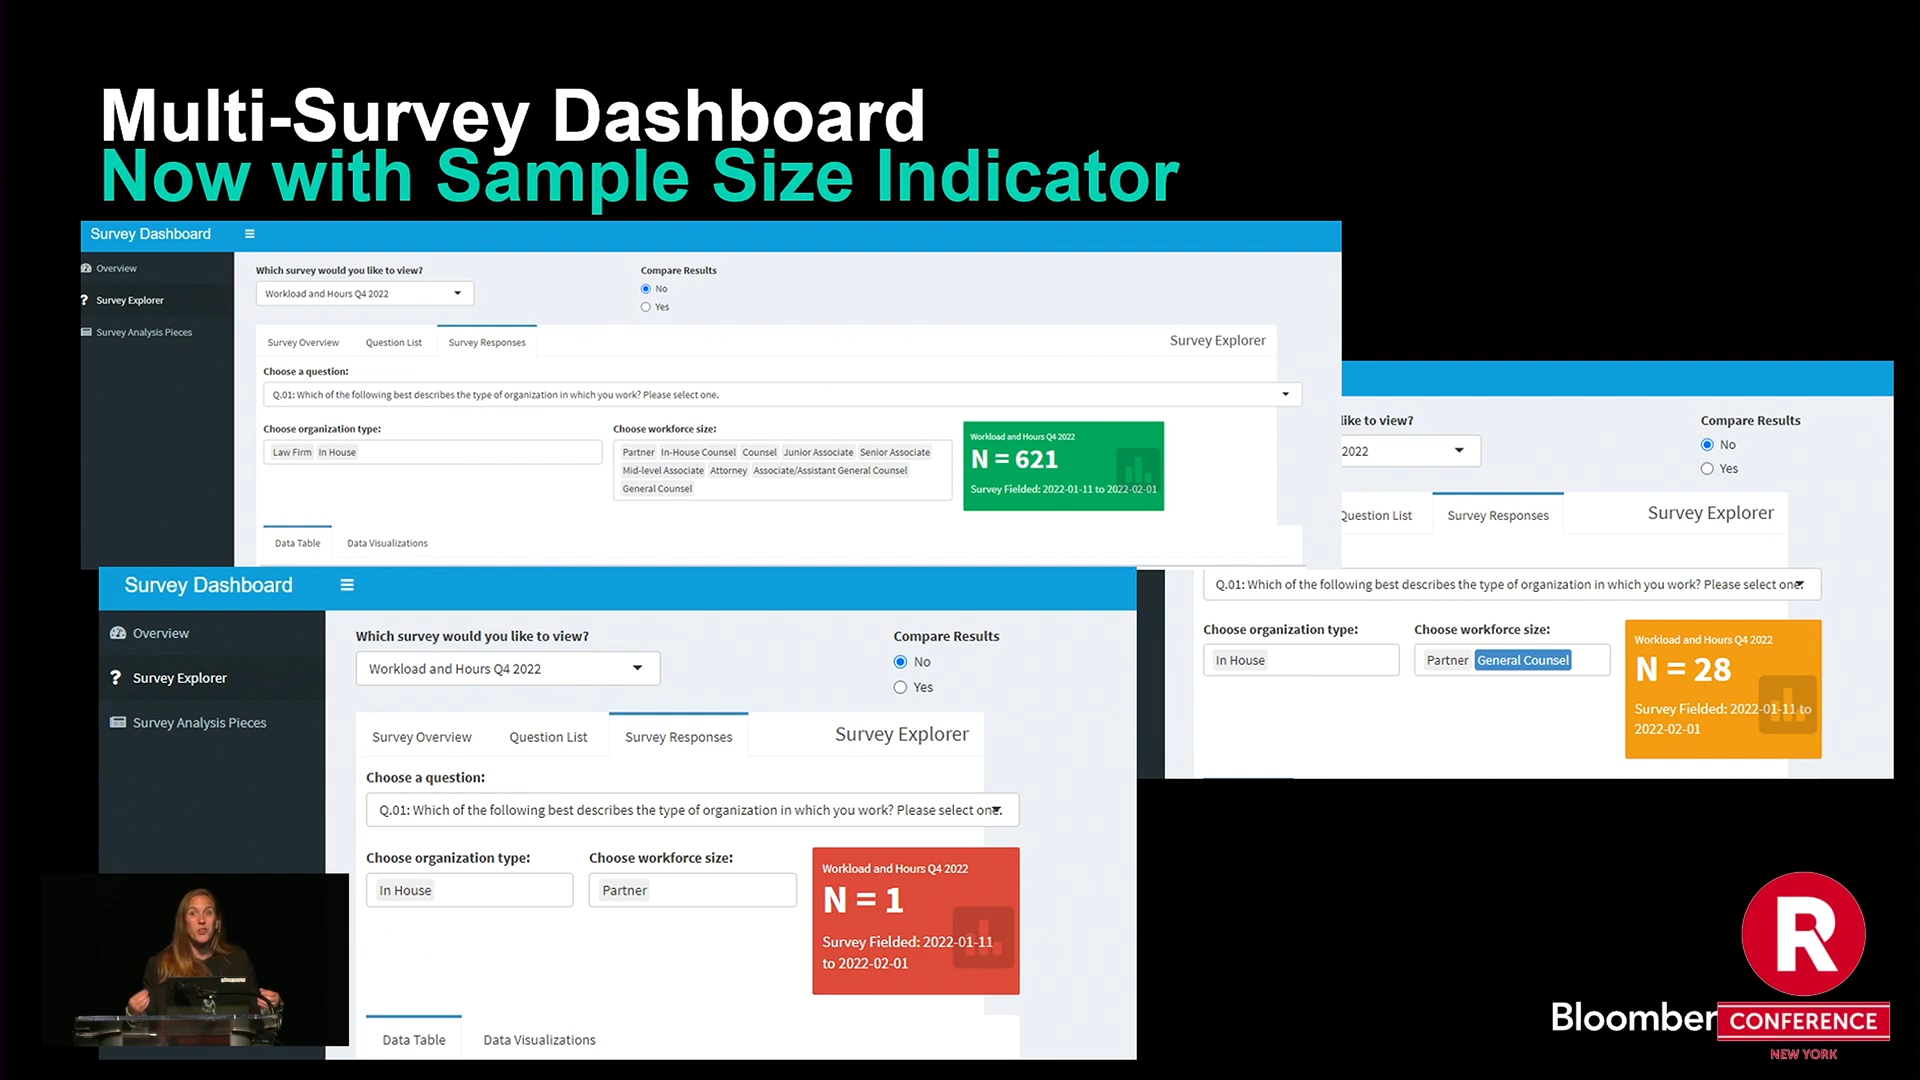 Multi-Survey Dashboard
Now with Sample Size Indicator
Survey Dashboard
Overview
Survey Explorer
Survey Analysis Pieces
Which survey would you like to view?
Workload and Hours Q4 2022
Compare Results
No
Yes
Survey Overview Question List Survey Responses
Survey Explorer
Choose a question:
Q.01: Which of the following best describes the type of organization in which you work? Please select one.
Choose organization type:
Law Firm In House
Choose workforce size:
Partner In-House Counsel Counsel Junior Associate Senior Associate
Mid-level Associate Attorney Associate/Assistant General Counsel
General Counsel
Workload and Hours Q4 2022
N = 621
Survey Fielded: 2022-01-11 to 2022-02-01
Data Table Data Visualizations
like to view?
2022
Compare Results
No
Yes
Question List Survey Responses
Survey Explorer
Q.01: Which of the following best describes the type of organization in which you work? Please select one.
Choose organization type:
In House
Choose workforce size:
Partner General Counsel
Workload and Hours Q4 2022
N = 28
Survey Fielded: 2022-01-11 to
2022-02-01
Survey Dashboard
Overview
Survey Explorer
Survey Analysis Pieces
Which survey would you like to view?
Workload and Hours Q4 2022
Compare Results
No
Yes
Survey Overview Question List Survey Responses
Survey Explorer
Choose a question:
Q.01: Which of the following best describes the type of organization in which you work? Please select one.
Choose organization type:
In House
Choose workforce size:
Partner
Workload and Hours Q4 2022
N = 1
Survey Fielded: 2022-01-11
to 2022-02-01
Data Table Data Visualizations
R
Bloomber
CONFERENCE
NEW YORK